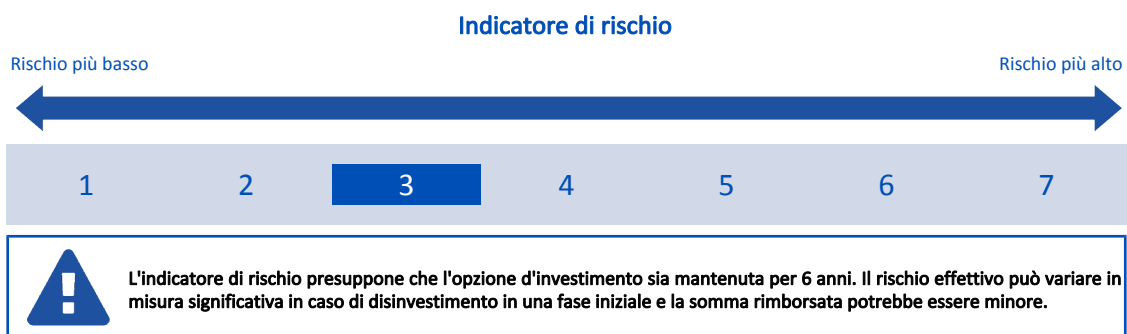 Indicatore di rischio
Rischio più basso
Rischio più alto
1 2 3 4 5 6 7
L'indicatore di rischio presuppone che l'opzione d'investimento sia mantenuta per 6 anni. Il rischio effettivo può variare in
misura significativa in caso di disinvestimento in una fase iniziale e la somma rimborsata potrebbe essere minore.